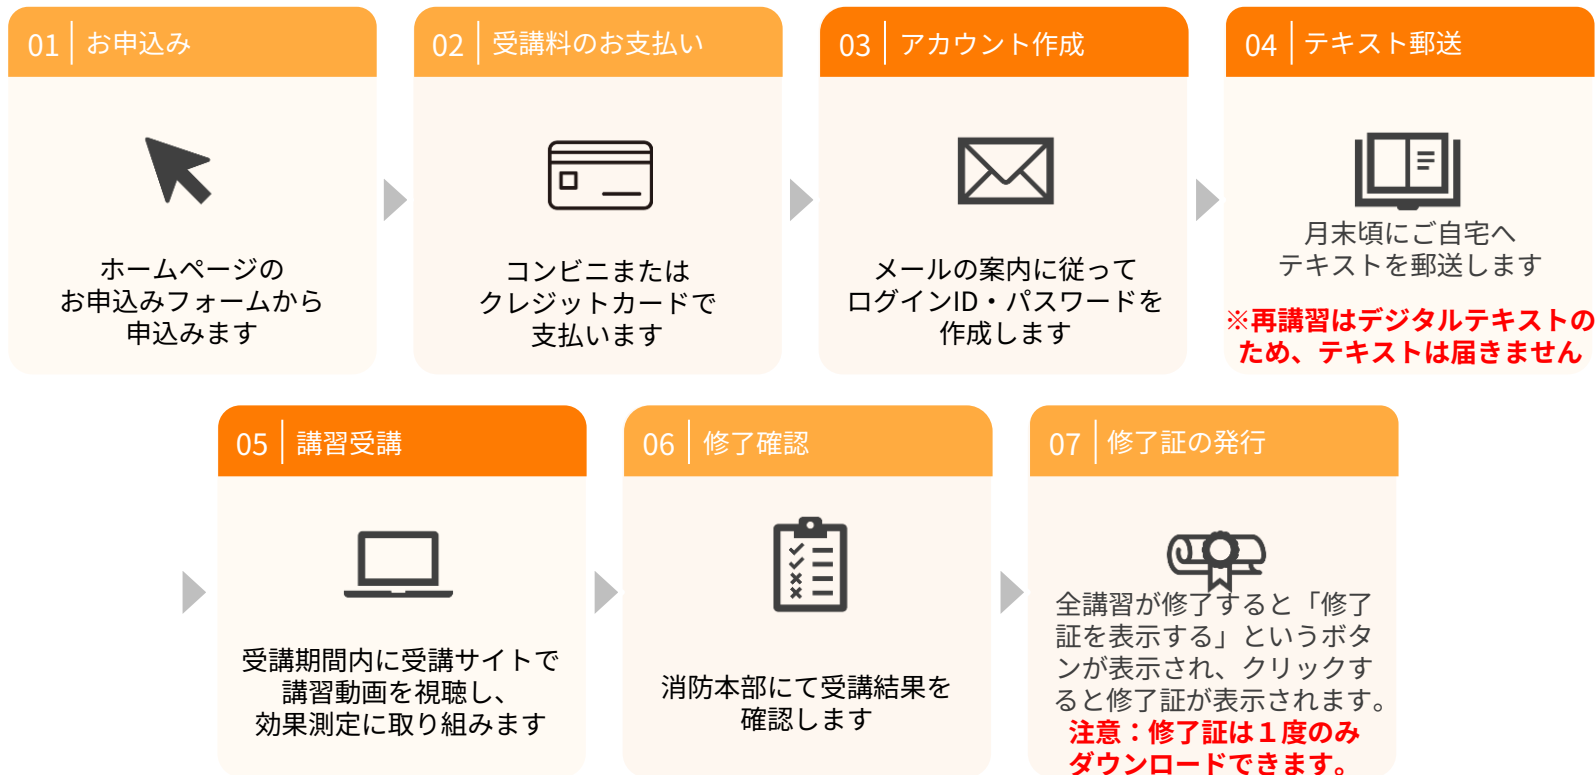 01 お申込み
ホームページの
お申込みフォームから
申込みます
02 受講料のお支払い
コンビニまたは
クレジットカードで
支払います
03 アカウント作成
メールの案内に従って
ログインID・パスワードを
作成します
04 テキスト郵送
月末頃にご自宅へ
テキストを郵送します
※再講習はデジタルテキストの
ため、テキストは届きません
05 講習受講
受講期間内に受講サイトで
講習動画を視聴し、
効果測定に取り組みます
06 修了確認
消防本部にて受講結果を
確認します
07 修了証の発行
全講習が修了すると「修了
証を表示する」というボタ
ンが表示され、クリックす
ると修了証が表示されます。
注意：修了証は１度のみ
ダウンロードできます。